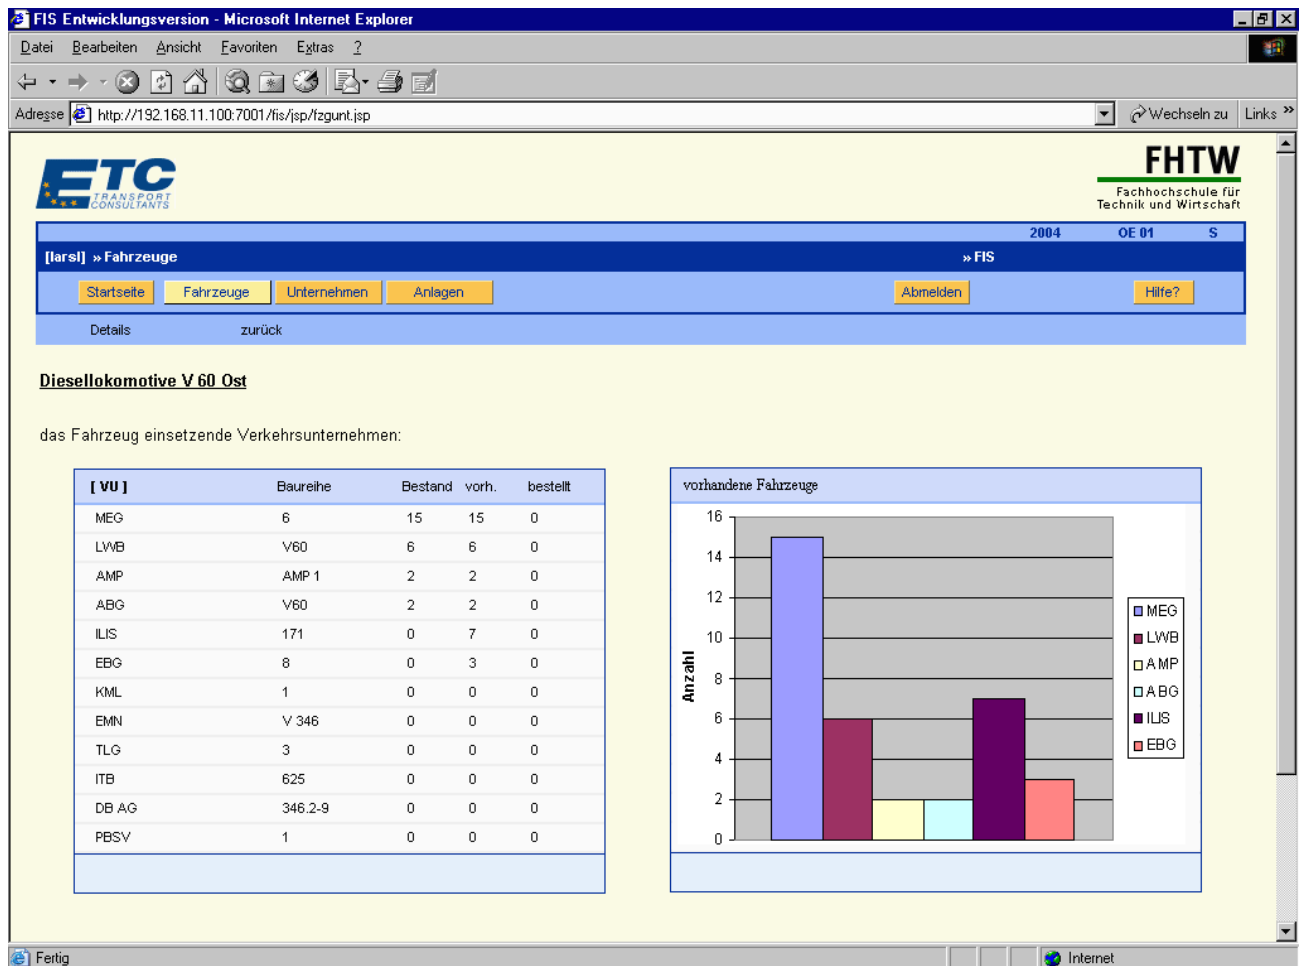 FIS Entwicklungsversion - Microsoft Internet Explorer
Datei Bearbeiten Ansicht Favoriten Extras ?
Adresse http://192.168.11.100:7001/fis/jsp/fzgunt.jsp Wechseln zu Links »
ETC
TRANSPORT
CONSULTANTS
FHTW
Fachhochschule für
Technik und Wirtschaft
2004 OE 01 S
[larsl] » Fahrzeuge » FIS
Startseite Fahrzeuge Unternehmen Anlagen Abmelden Hilfe?
Details zurück
Diesellokomotive V 60 Ost
das Fahrzeug einsetzende Verkehrsunternehmen:
[ VU ] Baureihe Bestand vorh. bestellt
MEG 6 15 15 0
LWB V60 6 6 0
AMP AMP 1 2 2 0
ABG V60 2 2 0
ILIS 171 0 7 0
EBG 8 0 3 0
KML 1 0 0 0
EMN V 346 0 0 0
TLG 3 0 0 0
ITB 625 0 0 0
DB AG 346.2-9 0 0 0
PBSV 1 0 0 0
vorhandene Fahrzeuge
16
14
12
10
8
6
4
2
0
Anzahl
MEG
LWB
AMP
ABG
ILIS
EBG
Fertig Internet